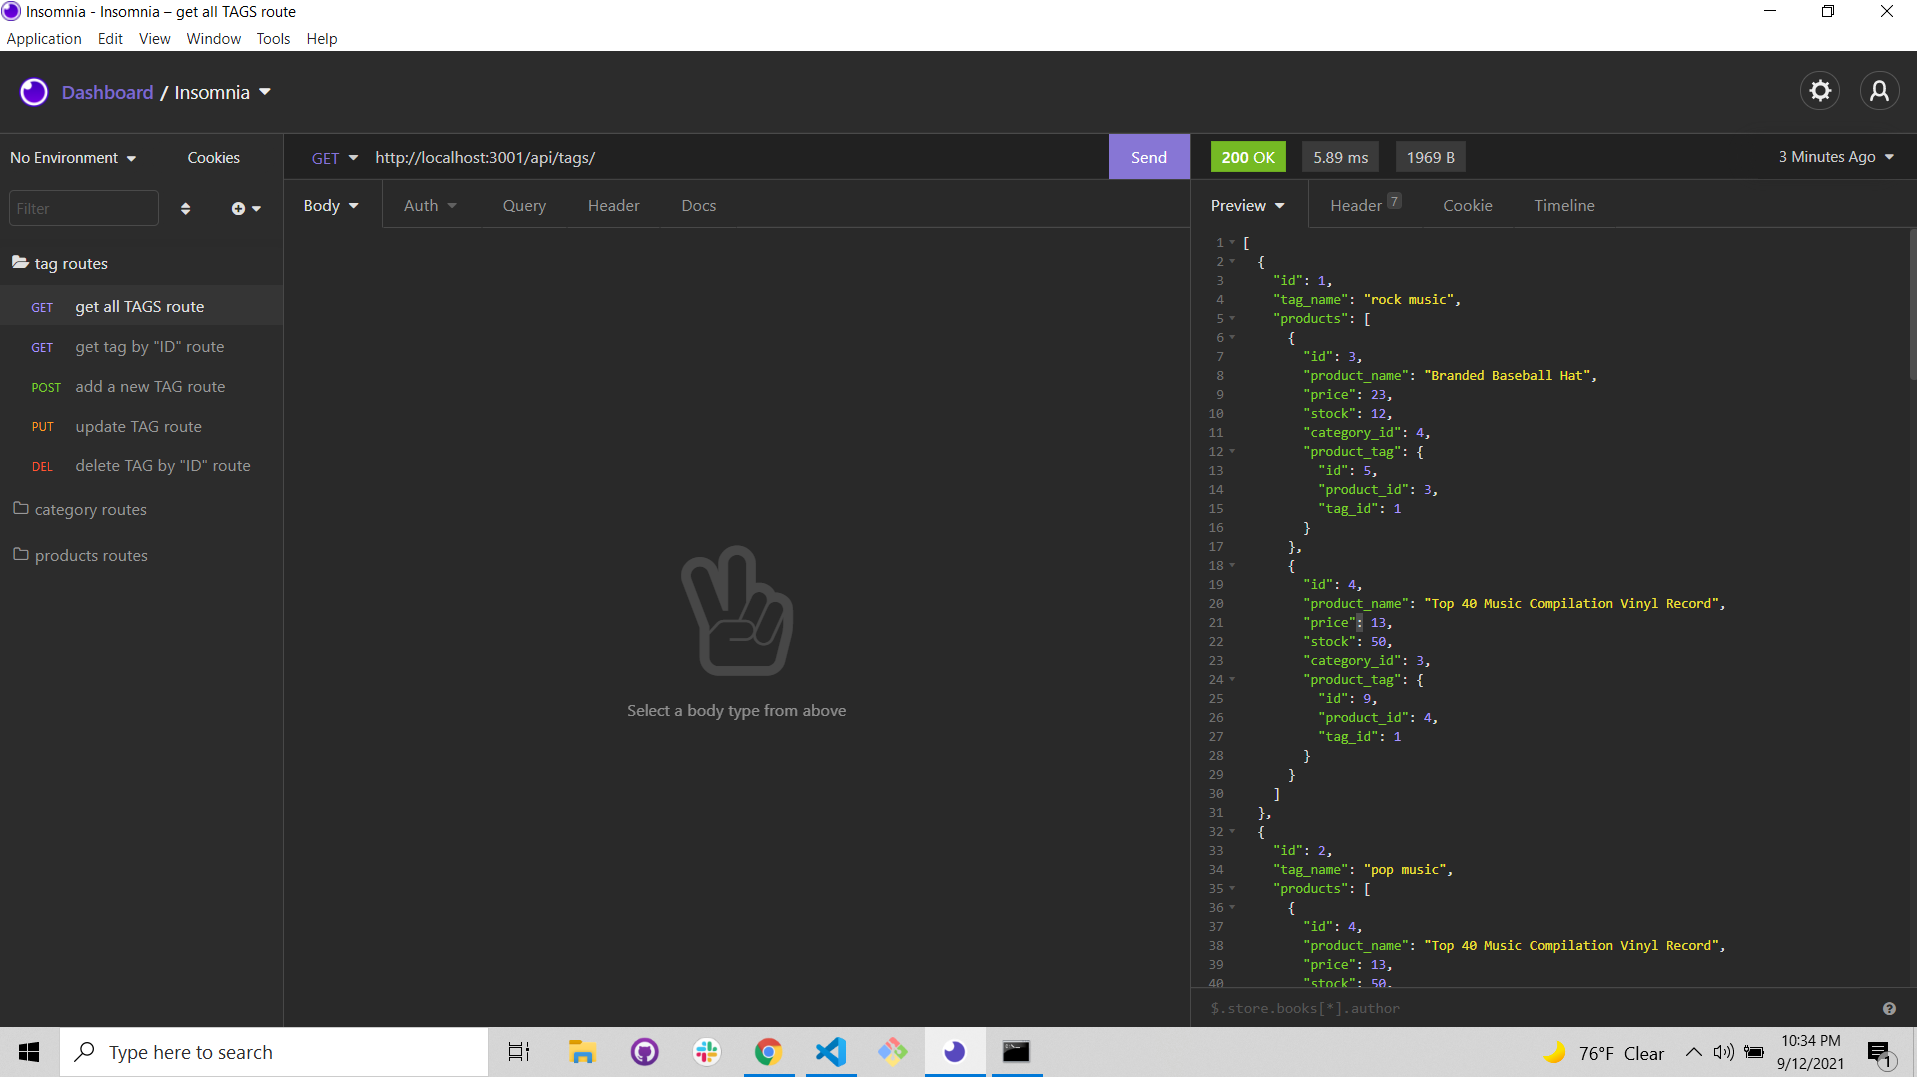 Insomnia - Insomnia – get all TAGS route
Application Edit View Window Tools Help
Dashboard / Insomnia
No Environment Cookies
GET http://localhost:3001/api/tags/ Send
200 OK 5.89 ms 1969 B 3 Minutes Ago
Filter
Body Auth Query Header Docs
Preview Header 7 Cookie Timeline
tag routes
GET get all TAGS route
GET get tag by "ID" route
POST add a new TAG route
PUT update TAG route
DEL delete TAG by "ID" route
category routes
products routes
Select a body type from above
1 [
2 {
3 "id": 1,
4 "tag_name": "rock music",
5 "products": [
6 {
7 "id": 3,
8 "product_name": "Branded Baseball Hat",
9 "price": 23,
10 "stock": 12,
11 "category_id": 4,
12 "product_tag": {
13 "id": 5,
14 "product_id": 3,
15 "tag_id": 1
16 }
17 },
18 {
19 "id": 4,
20 "product_name": "Top 40 Music Compilation Vinyl Record",
21 "price": 13,
22 "stock": 50,
23 "category_id": 3,
24 "product_tag": {
25 "id": 9,
26 "product_id": 4,
27 "tag_id": 1
28 }
29 }
30 ]
31 },
32 {
33 "id": 2,
34 "tag_name": "pop music",
35 "products": [
36 {
37 "id": 4,
38 "product_name": "Top 40 Music Compilation Vinyl Record",
39 "price": 13,
40 "stock": 50,
$.store.books[*].author
Type here to search
76°F Clear
10:34 PM
9/12/2021
1